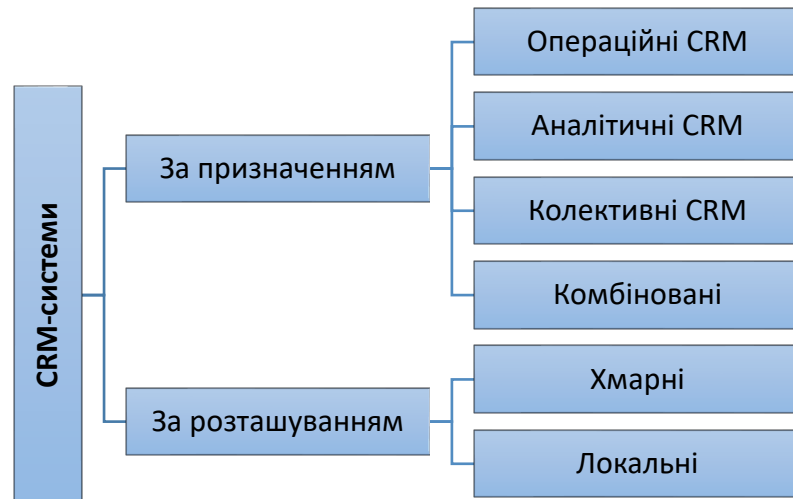 CRM-системи
За призначенням
Операційні CRM
Аналітичні CRM
Колективні CRM
Комбіновані
За розташуванням
Хмарні
Локальні